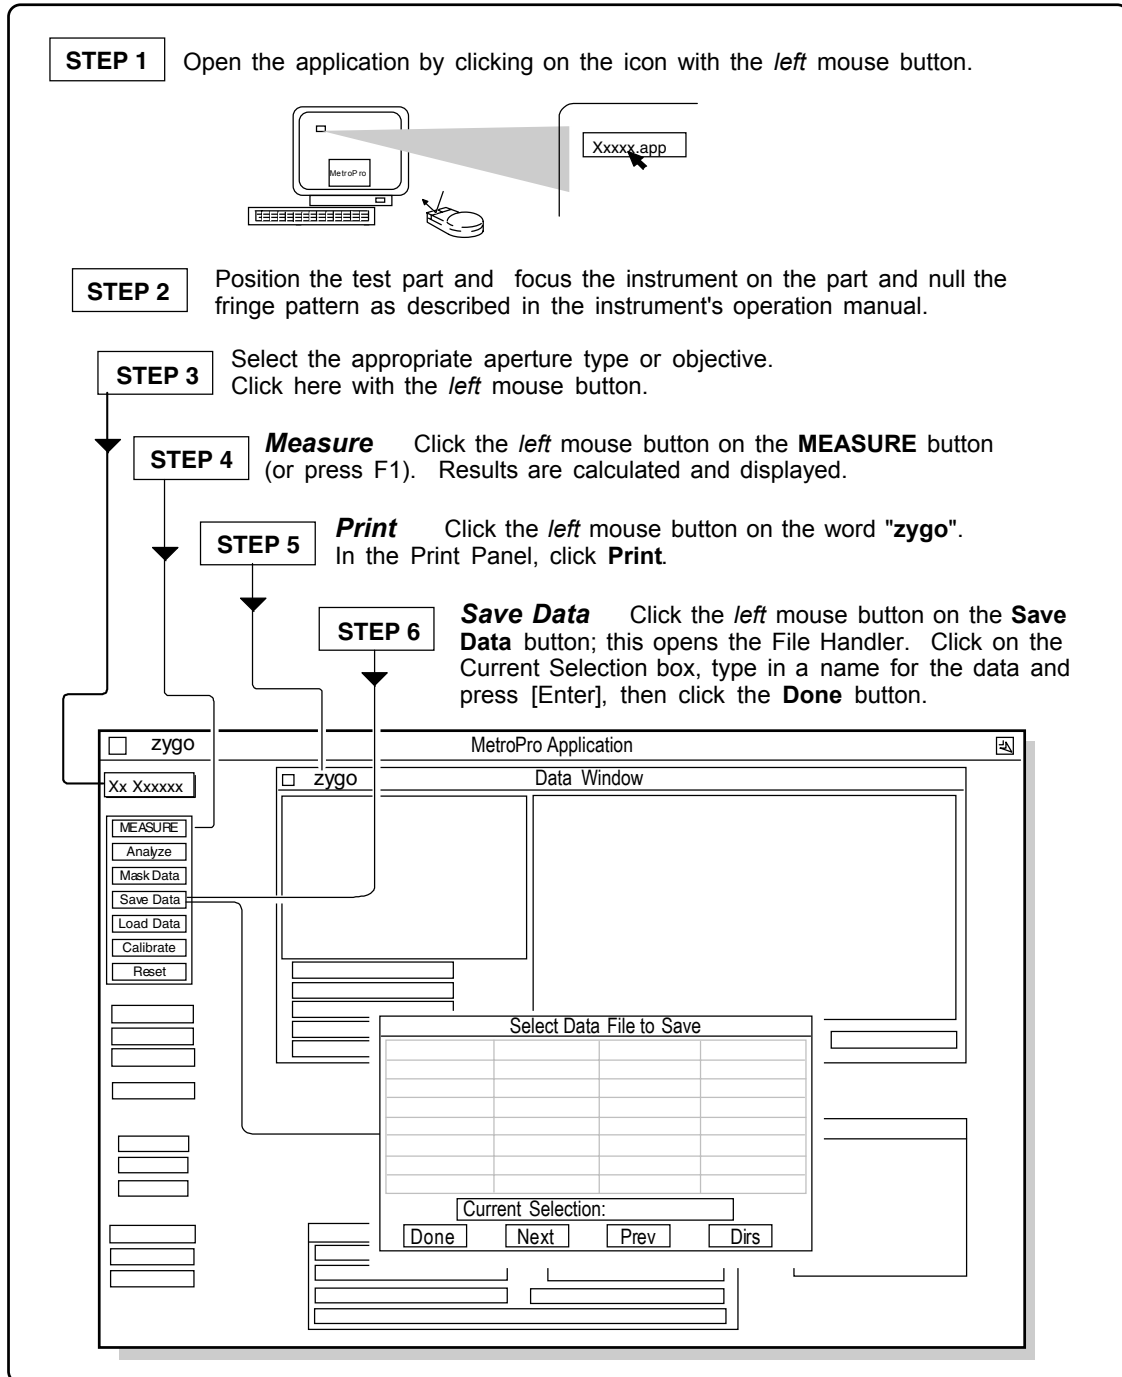 STEP 1
Open the application by clicking on the icon with the left mouse button.
MetroPro
Xxxxx.app
STEP 2
Position the test part and focus the instrument on the part and null the
fringe pattern as described in the instrument's operation manual.
STEP 3
Select the appropriate aperture type or objective.
Click here with the left mouse button.
STEP 4
Measure Click the left mouse button on the MEASURE button
(or press F1). Results are calculated and displayed.
STEP 5
Print Click the left mouse button on the word "zygo".
In the Print Panel, click Print.
STEP 6
Save Data Click the left mouse button on the Save
Data button; this opens the File Handler. Click on the
Current Selection box, type in a name for the data and
press [Enter], then click the Done button.
zygo MetroPro Application
Xx Xxxxxx
zygo Data Window
MEASURE
Analyze
Mask Data
Save Data
Load Data
Calibrate
Reset
Select Data File to Save
Current Selection:
Done Next Prev Dirs